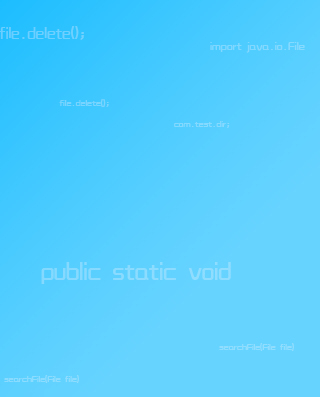 file.delete();
import java.io.File
file.delete();
com.test.dir;
public static void
searchFile(File file)
searchFile(File file)